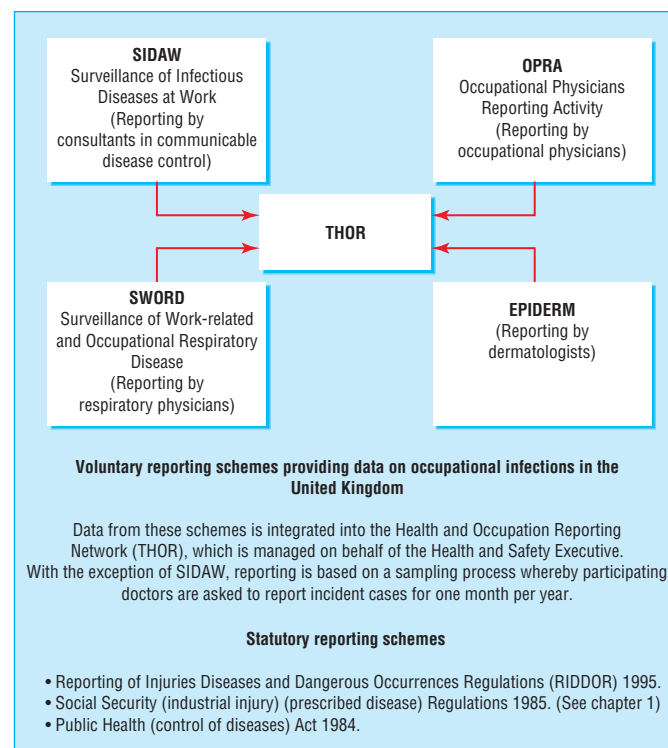 SIDAW
Surveillance of Infectious
Diseases at Work
(Reporting by
consultants in communicable
disease control)
OPRA
Occupational Physicians
Reporting Activity
(Reporting by
occupational physicians)
THOR
SWORD
Surveillance of Work-related
and Occupational Respiratory
Disease
(Reporting by
respiratory physicians)
EPIDERM
(Reporting by
dermatologists)
Voluntary reporting schemes providing data on occupational infections in the
United Kingdom
Data from these schemes is integrated into the Health and Occupation Reporting
Network (THOR), which is managed on behalf of the Health and Safety Executive.
With the exception of SIDAW, reporting is based on a sampling process whereby participating
doctors are asked to report incident cases for one month per year.
Statutory reporting schemes
• Reporting of Injuries Diseases and Dangerous Occurrences Regulations (RIDDOR) 1995.
• Social Security (industrial injury) (prescribed disease) Regulations 1985. (See chapter 1)
• Public Health (control of diseases) Act 1984.